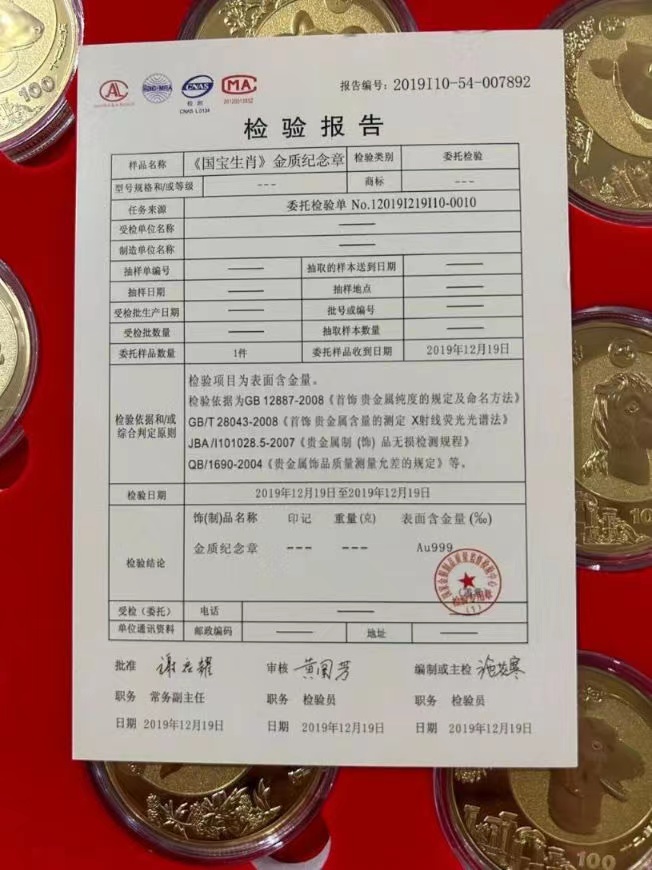 检测
CNAS L0134
MA
报告编号: 2019I10-54-007892
检验报告
样品名称 《国宝生肖》金质纪念章 检验类别 委托检验
型号规格和/或等级 --- 商标 ---
任务来源 委托检验单 No.12019I219I10-0010
受检单位名称 ——
制造单位名称 ——
抽样单编号 —— 抽取的样本送到日期 ——
抽样日期 —— 抽样地点 ——
受检批生产日期 —— 批号或编号 ——
受检批数量 —— 抽取样本数量 ——
委托样品数量 1件 委托样品收到日期 2019年12月19日
检验依据和/或综合判定原则
检验项目为表面含金量。
检验依据为GB 12887-2008《首饰 贵金属纯度的规定及命名方法》
GB/T 28043-2008《首饰 贵金属含量的测定 X射线荧光光谱法》
JBA /I101028.5-2007《贵金属制 (饰) 品无损检测规程》
QB/1690-2004《贵金属饰品质量测量允差的规定》等。
检验日期 2019年12月19日至2019年12月19日
检验结论
饰(制)品名称 印记 重量(克) 表面含金量(‰)
金质纪念章 --- --- Au999
受检(委托)单位通讯资料 电话 ——
邮政编码 —— 地址 ——
批准 审核 黄国芳 编制或主检
职务 常务副主任 职务 检验员 职务 检验员
日期 2019年12月19日 日期 2019年12月19日 日期 2019年12月19日
100
100
100